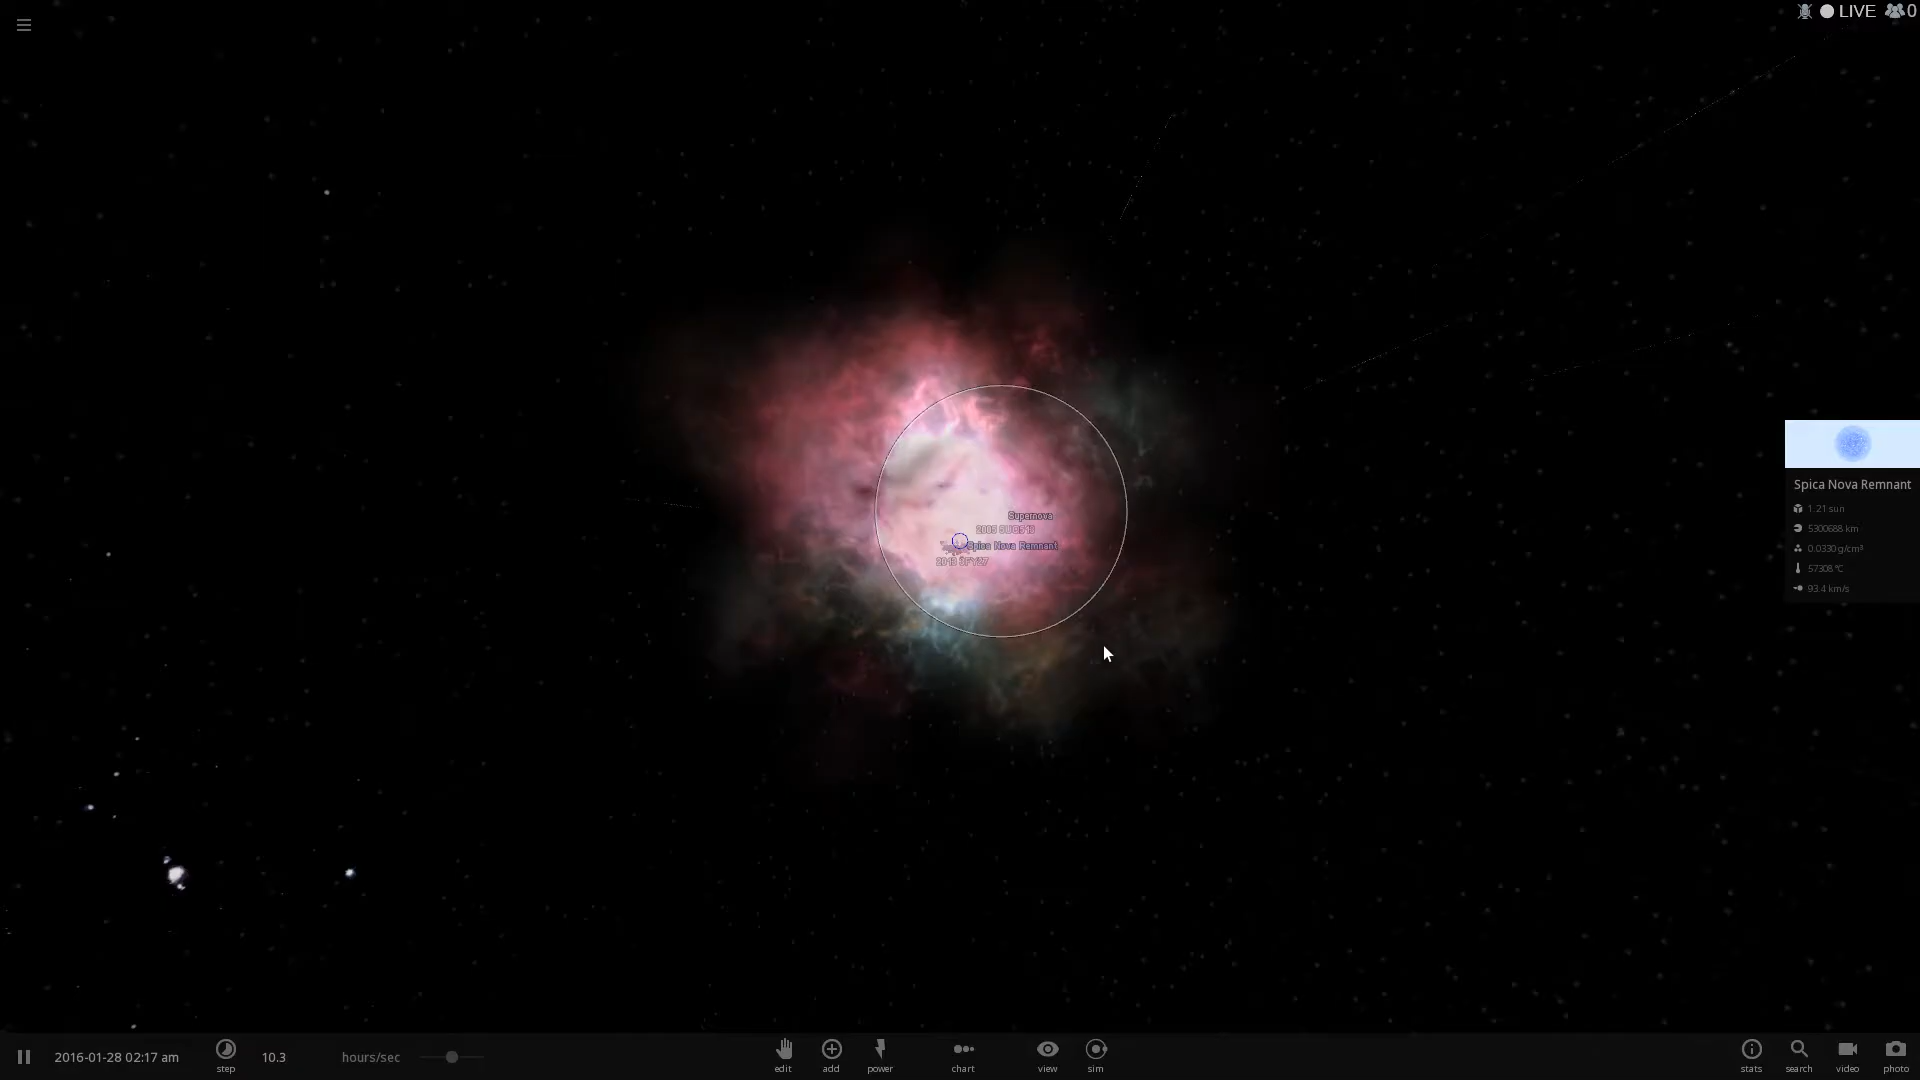 LIVE 0
Supernova
Spica Nova Remnant
Spica Nova Remnant
1.21 sun
5300688 km
0.0330 g/cm³
57308 °C
93.4 km/s
2016-01-28 02:17 am
step
10.3
hours/sec
edit
add
power
chart
view
sim
stats
search
video
photo